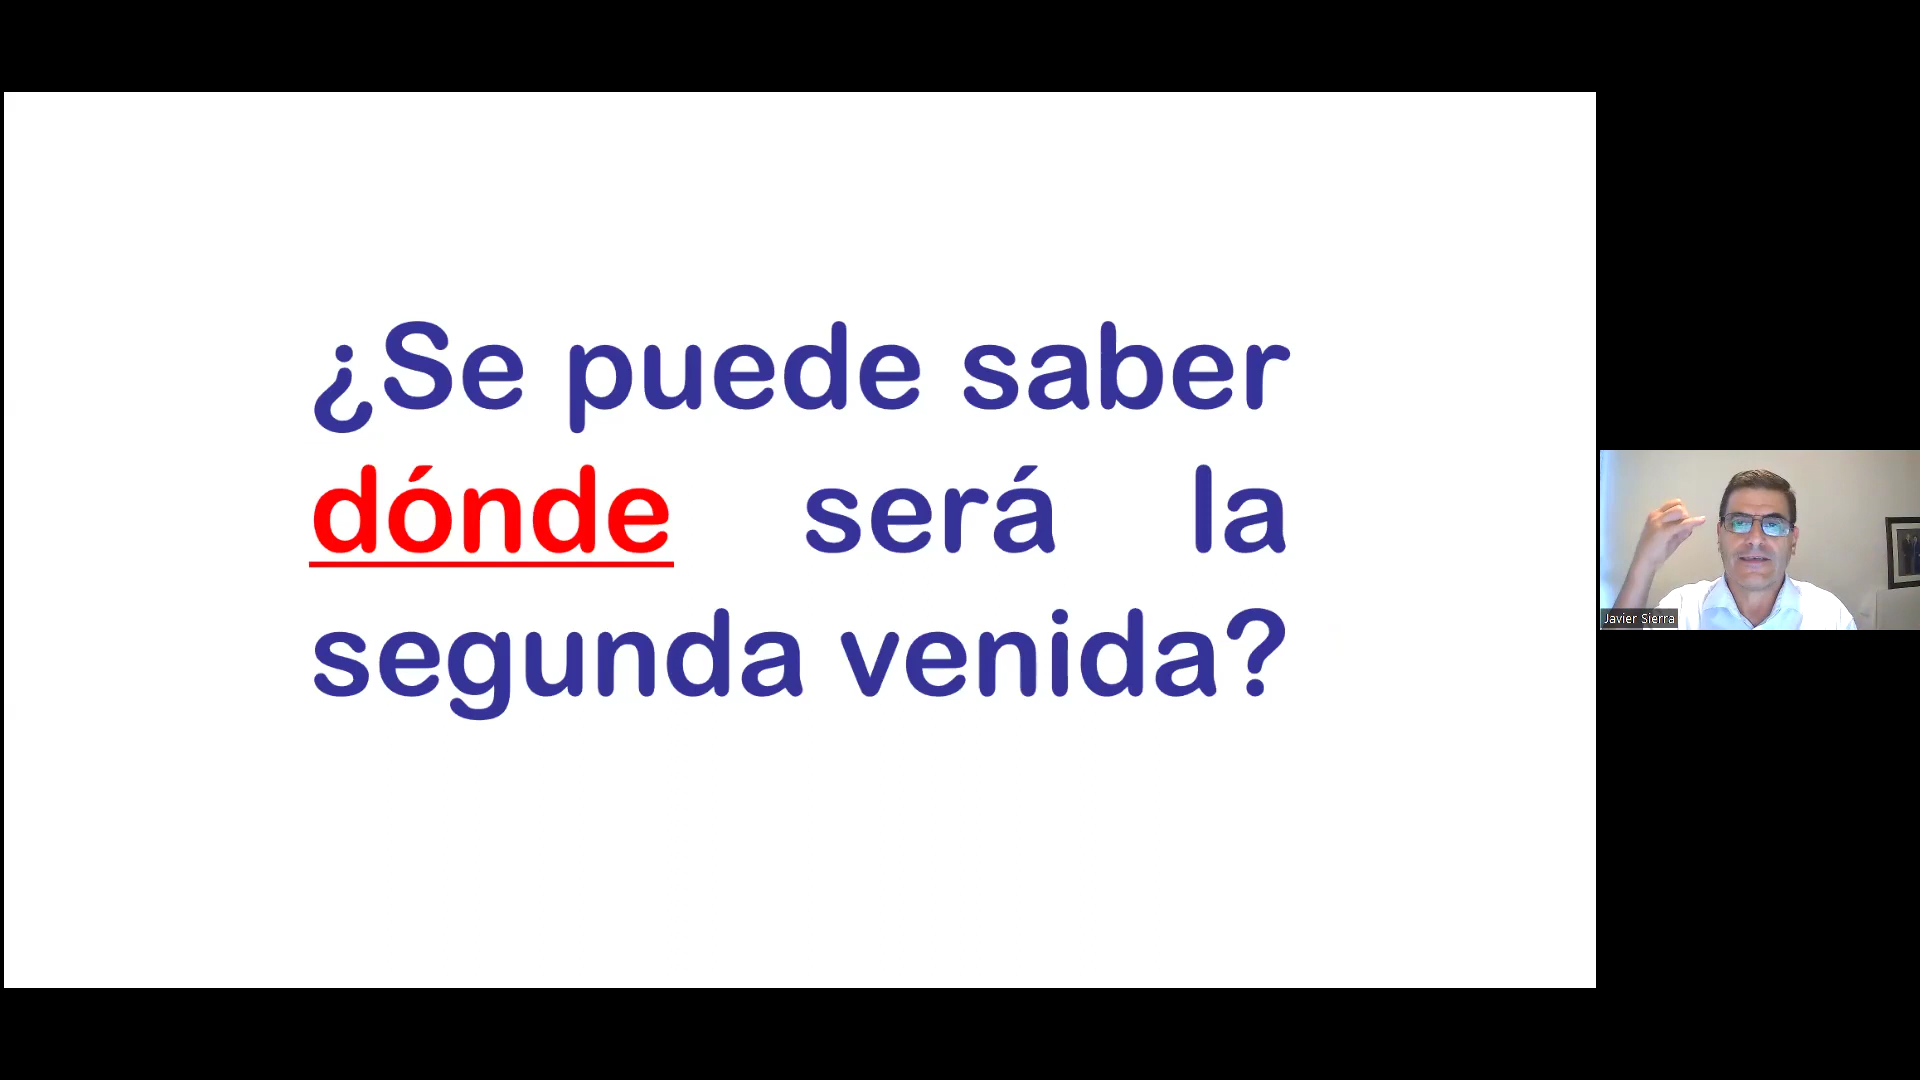 ¿Se puede saber
dónde será la
segunda venida?
Javier Sierra